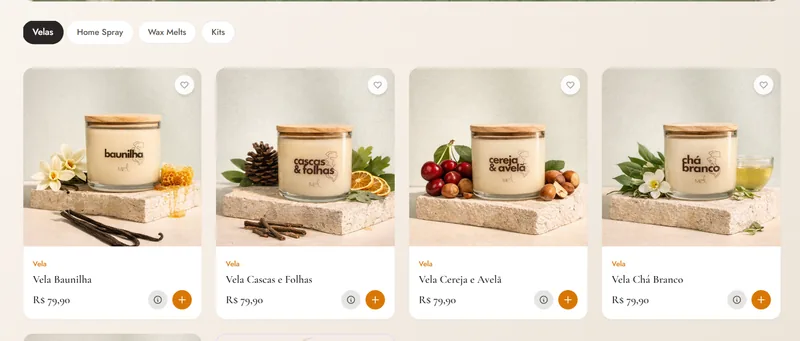 Velas
Home Spray
Wax Melts
Kits
baunilha
cascas
& folhas
cereja
& avelã
chá
branco
Vela
Vela
Vela
Vela
Vela Baunilha
Vela Cascas e Folhas
Vela Cereja e Avelã
Vela Chá Branco
R$ 79,90
R$ 79,90
R$ 79,90
R$ 79,90